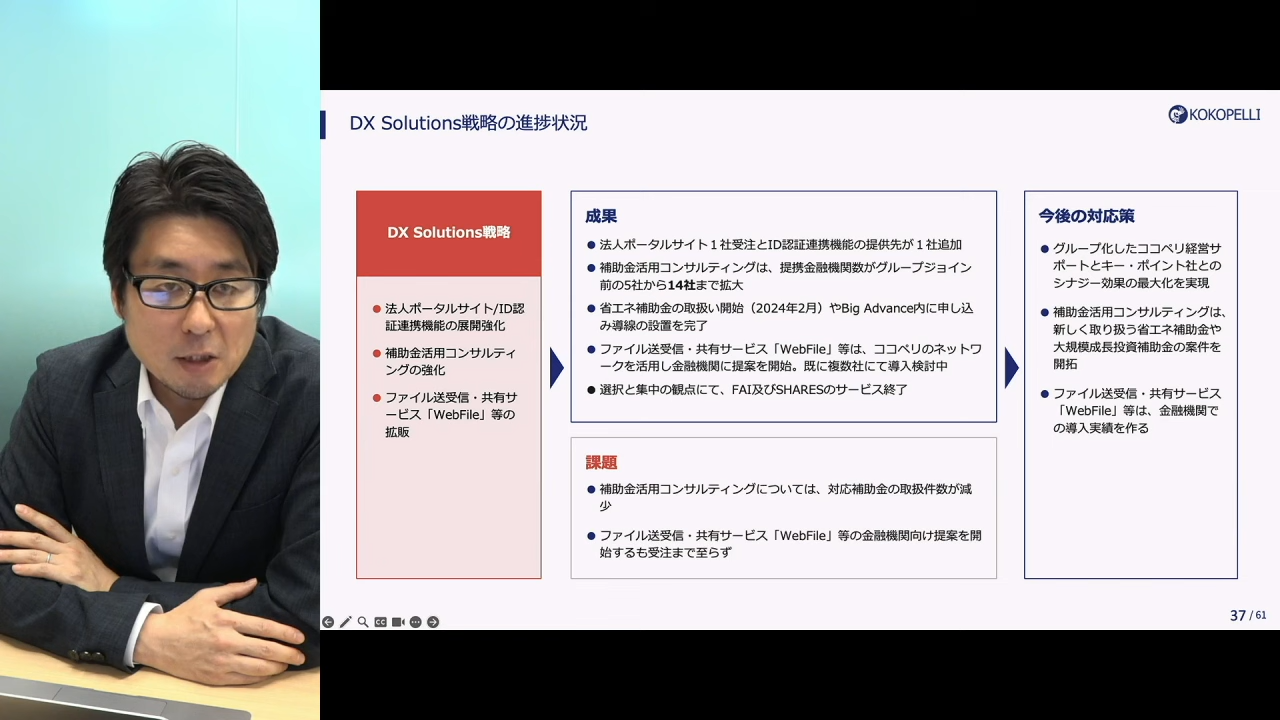 DX Solutions戦略の進捗状況
KOKOPELLI
DX Solutions戦略
●法人ポータルサイト/ID認
証連携機能の展開強化
●補助金活用コンサルティ
ングの強化
●ファイル送受信・共有サ
ービス「WebFile」等の
拡販
成果
●法人ポータルサイト１社受注とID認証連携機能の提供先が１社追加
●補助金活用コンサルティングは、提携金融機関数がグループジョイン
前の5社から14社まで拡大
●省エネ補助金の取扱い開始（2024年2月）やBig Advance内に申し込
み導線の設置を完了
●ファイル送受信・共有サービス「WebFile」等は、ココペリのネットワ
ークを活用し金融機関に提案を開始。既に複数社にて導入検討中
●選択と集中の観点にて、FAI及びSHARESのサービス終了
課題
●補助金活用コンサルティングについては、対応補助金の取扱件数が減
少
●ファイル送受信・共有サービス「WebFile」等の金融機関向け提案を開
始するも受注まで至らず
今後の対応策
●グループ化したココペリ経営サ
ポートとキー・ポイント社との
シナジー効果の最大化を実現
●補助金活用コンサルティングは、
新しく取り扱う省エネ補助金や
大規模成長投資補助金の案件を
開拓
●ファイル送受信・共有サービス
「WebFile」等は、金融機関で
の導入実績を作る
CC
37 / 61